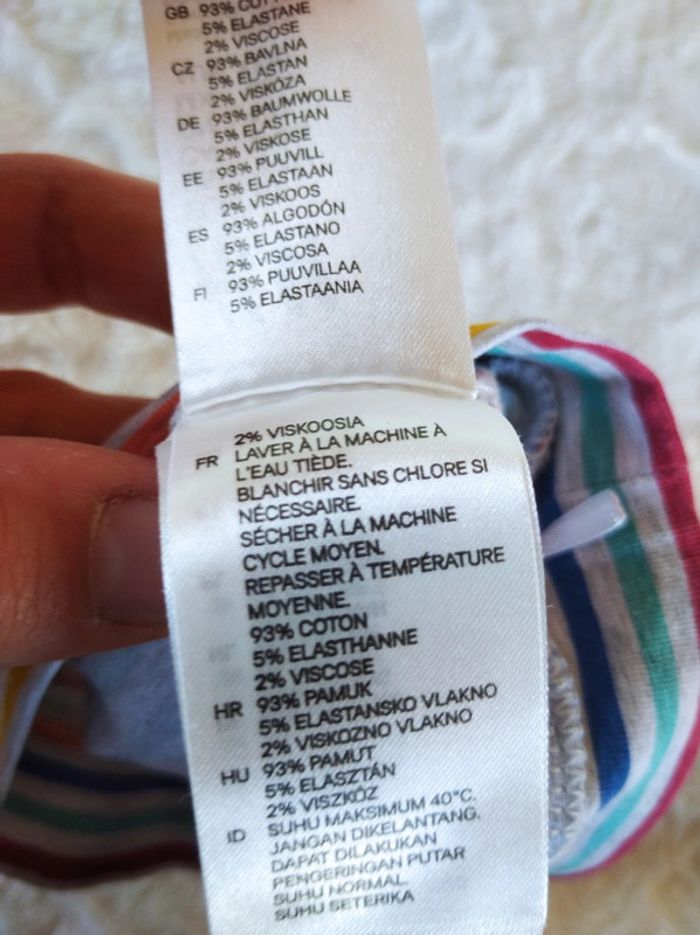 GB 93% COTTON
5% ELASTANE
2% VISCOSE
CZ 93% BAVLNA
5% ELASTAN
2% VISKÓZA
DE 93% BAUMWOLLE
5% ELASTHAN
2% VISKOSE
EE 93% PUUVILL
5% ELASTAAN
2% VISKOOS
ES 93% ALGODÓN
5% ELASTANO
2% VISCOSA
FI 93% PUUVILLAA
5% ELASTAANIA
2% VISKOOSIA
FR LAVER À LA MACHINE À
L'EAU TIÈDE.
BLANCHIR SANS CHLORE SI
NÉCESSAIRE.
SÉCHER À LA MACHINE
CYCLE MOYEN.
REPASSER À TEMPÉRATURE
MOYENNE.
93% COTON
5% ELASTHANNE
2% VISCOSE
HR 93% PAMUK
5% ELASTANSKO VLAKNO
2% VISKOZNO VLAKNO
HU 93% PAMUT
5% ELASZTÁN
2% VISZKÓZ
ID SUHU MAKSIMUM 40°C.
JANGAN DIKELANTANG.
DAPAT DILAKUKAN
PENGERINGAN PUTAR
SUHU NORMAL.
SUHU SETERIKA